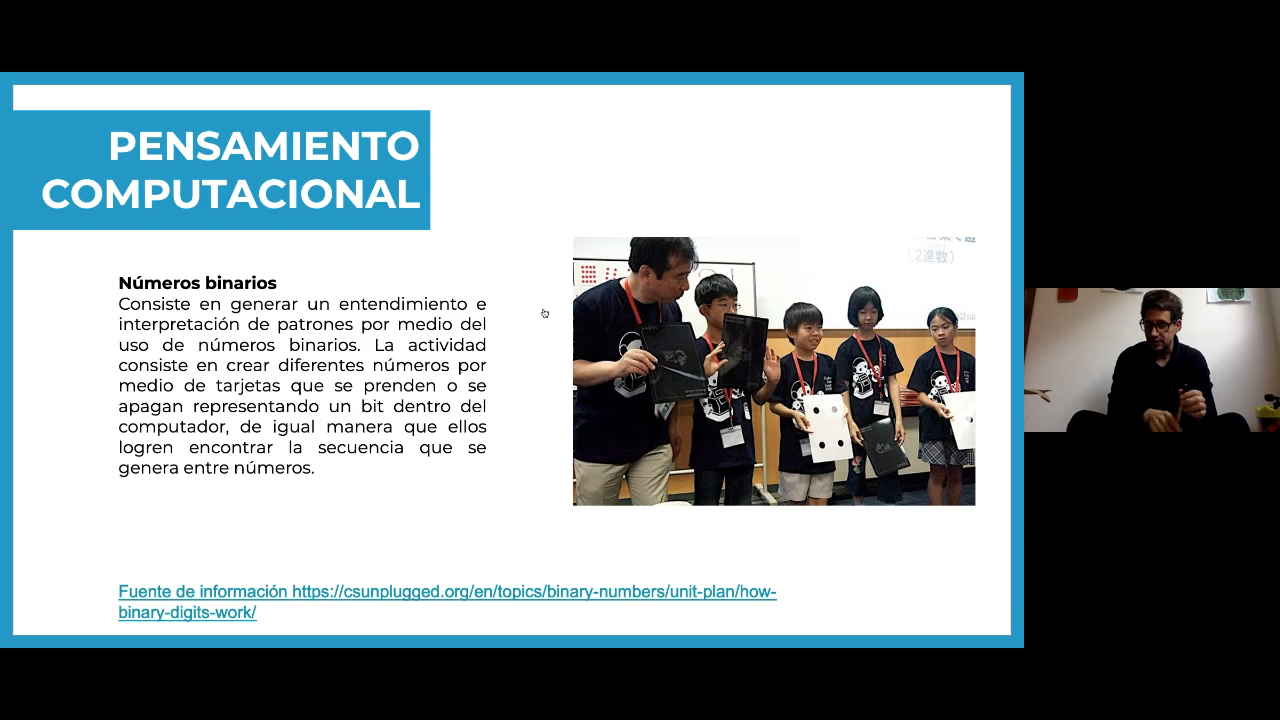 PENSAMIENTO
COMPUTACIONAL
Números binarios
Consiste en generar un entendimiento e
interpretación de patrones por medio del
uso de números binarios. La actividad
consiste en crear diferentes números por
medio de tarjetas que se prenden o se
apagan representando un bit dentro del
computador, de igual manera que ellos
logren encontrar la secuencia que se
genera entre números.
(2進数)
Fuente de información https://csunplugged.org/en/topics/binary-numbers/unit-plan/how-
binary-digits-work/